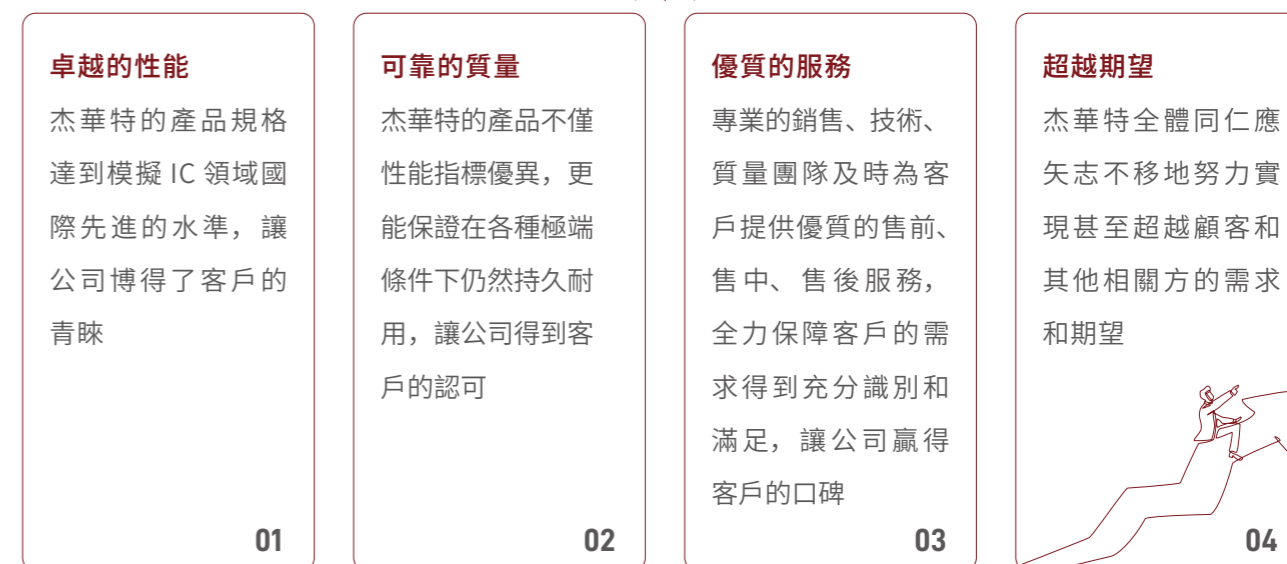 卓越的性能
杰華特的產品規格
達到模擬 IC 領域國
際先進的水準，讓
公司博得了客戶的
青睞
01
可靠的質量
杰華特的產品不僅
性能指標優異，更
能保證在各種極端
條件下仍然持久耐
用，讓公司得到客
戶的認可
02
優質的服務
專業的銷售、技術、
質量團隊及時為客
戶提供優質的售前、
售中、售後服務，
全力保障客戶的需
求得到充分識別和
滿足，讓公司贏得
客戶的口碑
03
超越期望
杰華特全體同仁應
矢志不移地努力實
現甚至超越顧客和
其他相關方的需求
和期望
04